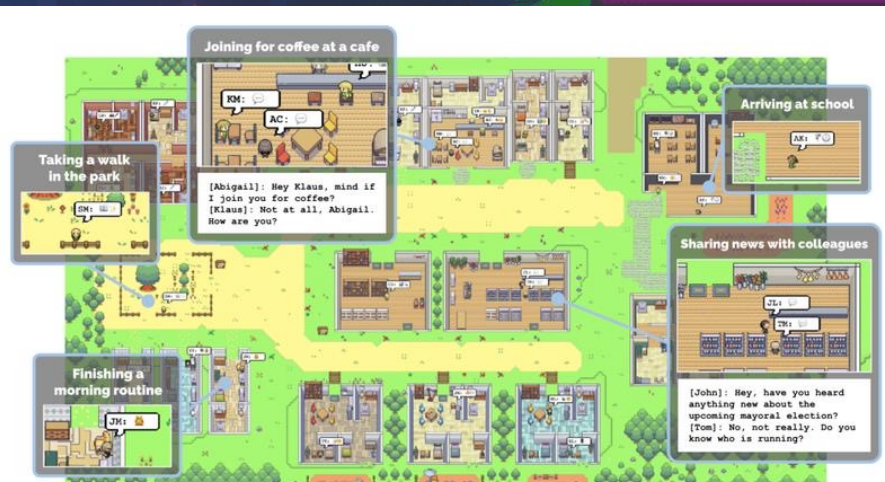 Joining for coffee at a cafe
KM:
AC:
[Abigail]: Hey Klaus, mind if
I join you for coffee?
[Klaus]: Not at all, Abigail.
How are you?
Taking a walk
in the park
SM:
Arriving at school
AK:
Sharing news with colleagues
JL:
TM:
[John]: Hey, have you heard
anything new about the
upcoming mayoral election?
[Tom]: No, not really. Do you
know who is running?
Finishing a
morning routine
JM: